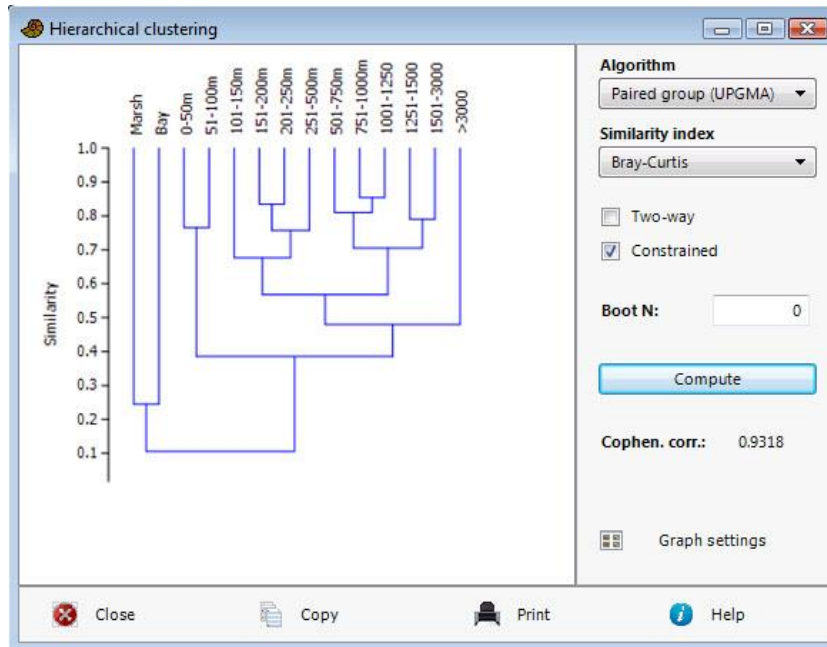 Hierarchical clustering
Marsh
Bay
0-50m
51-100m
101-150m
151-200m
201-250m
251-500m
501-750m
751-1000m
1001-1250
1251-1500
1501-3000
>3000
1.0
0.9
0.8
0.7
0.6
0.5
0.4
0.3
0.2
0.1
Similarity
Algorithm
Paired group (UPGMA)
Similarity index
Bray-Curtis
Two-way
Constrained
Boot N: 0
Compute
Cophen. corr.: 0.9318
Graph settings
Close Copy Print Help